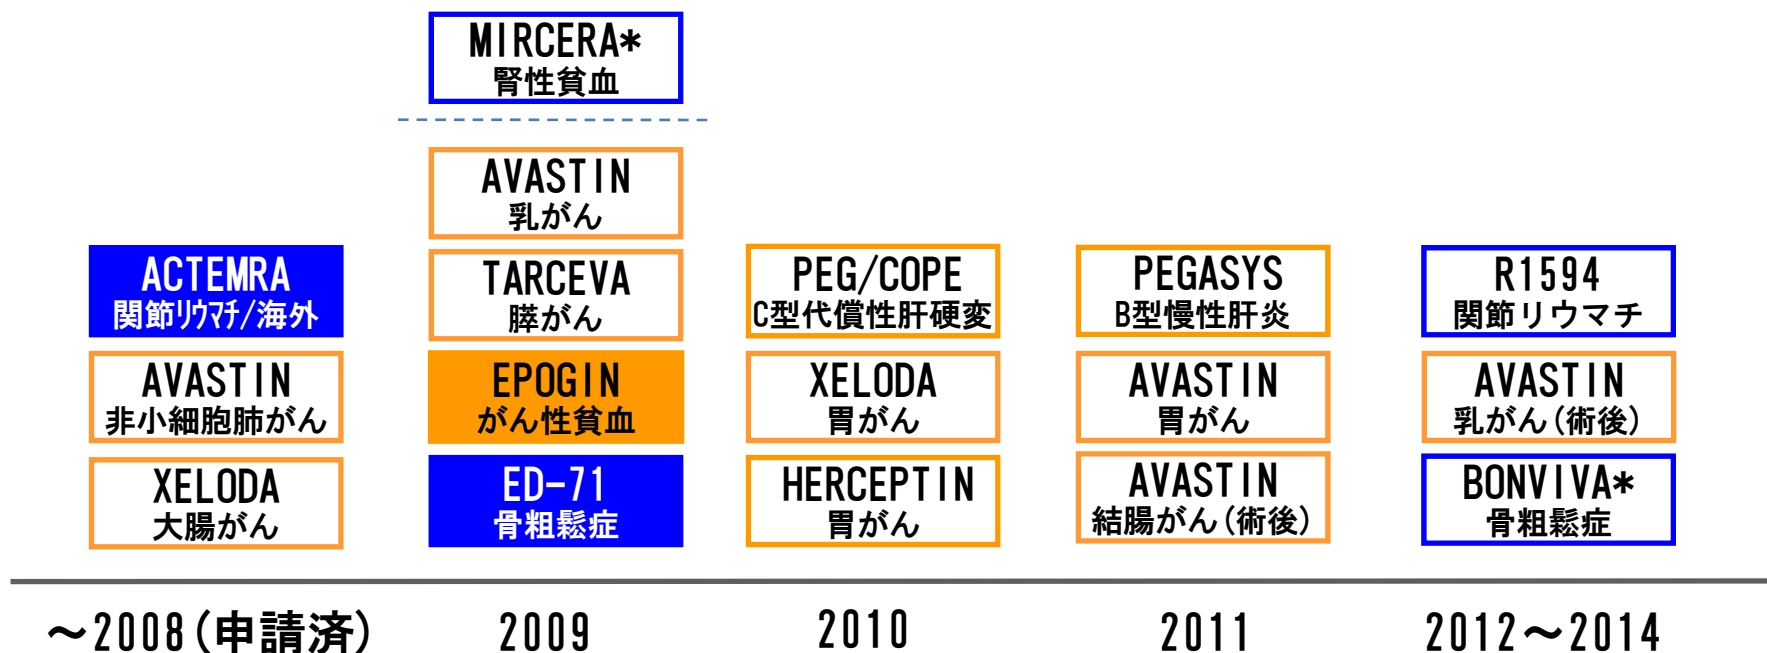 MIRCERA*
腎性貧血
AVASTIN
乳がん
TARCEVA
膵がん
EPOGIN
がん性貧血
ED-71
骨粗鬆症
ACTEMRA
関節ﾘｳﾏﾁ/海外
AVASTIN
非小細胞肺がん
XELODA
大腸がん
PEG/COPE
C型代償性肝硬変
XELODA
胃がん
HERCEPTIN
胃がん
PEGASYS
B型慢性肝炎
AVASTIN
胃がん
AVASTIN
結腸がん(術後)
R1594
関節リウマチ
AVASTIN
乳がん(術後)
BONVIVA*
骨粗鬆症
～2008(申請済)
2009
2010
2011
2012～2014